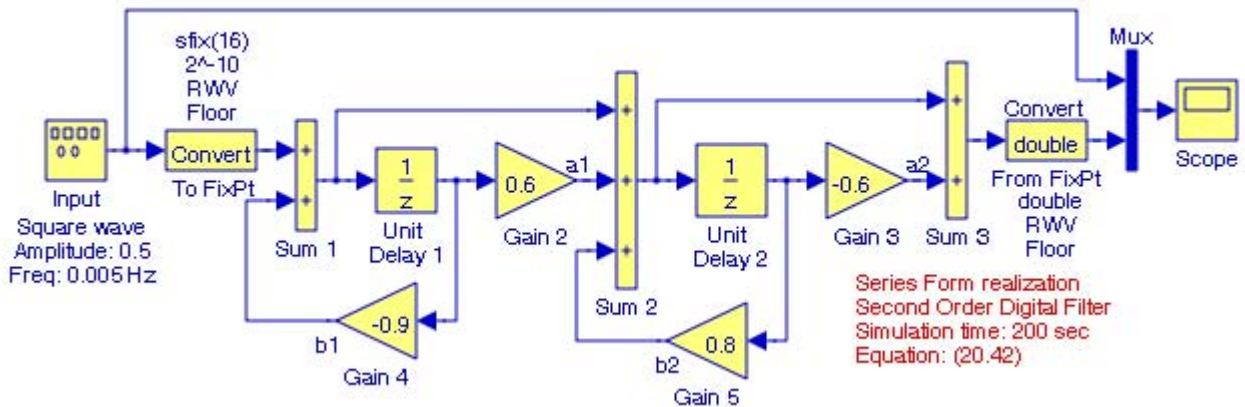 Mux
sfix(16)
2^-10
RWV
Floor
Convert
To FixPt
Input
Square wave
Amplitude: 0.5
Freq: 0.005 Hz
+
+
Sum 1
1
z
Unit
Delay 1
0.6
a1
Gain 2
-0.9
b1
Gain 4
+
+
+
Sum 2
1
z
Unit
Delay 2
-0.6
a2
Gain 3
0.8
b2
Gain 5
+
+
Sum 3
Convert
double
From FixPt
double
RWV
Floor
Scope
Series Form realization
Second Order Digital Filter
Simulation time: 200 sec
Equation: (20.42)